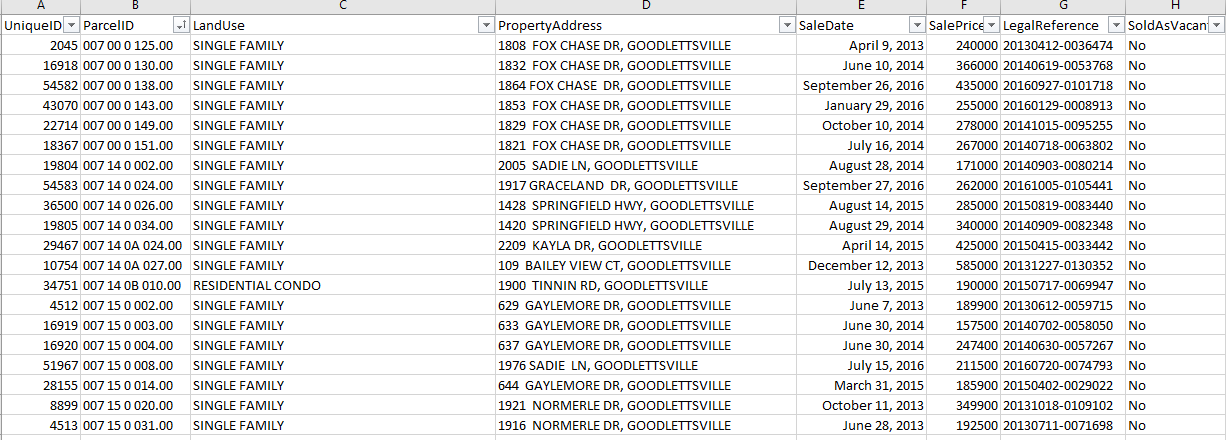 A B C D E F G H
UniqueID ParcelID LandUse PropertyAddress SaleDate SalePrice LegalReference SoldAsVacan
2045 007 00 0 125.00 SINGLE FAMILY 1808  FOX CHASE DR, GOODLETTSVILLE April 9, 2013 240000 20130412-0036474 No
16918 007 00 0 130.00 SINGLE FAMILY 1832  FOX CHASE DR, GOODLETTSVILLE June 10, 2014 366000 20140619-0053768 No
54582 007 00 0 138.00 SINGLE FAMILY 1864 FOX CHASE  DR, GOODLETTSVILLE September 26, 2016 435000 20160927-0101718 No
43070 007 00 0 143.00 SINGLE FAMILY 1853  FOX CHASE DR, GOODLETTSVILLE January 29, 2016 255000 20160129-0008913 No
22714 007 00 0 149.00 SINGLE FAMILY 1829  FOX CHASE DR, GOODLETTSVILLE October 10, 2014 278000 20141015-0095255 No
18367 007 00 0 151.00 SINGLE FAMILY 1821  FOX CHASE DR, GOODLETTSVILLE July 16, 2014 267000 20140718-0063802 No
19804 007 14 0 002.00 SINGLE FAMILY 2005  SADIE LN, GOODLETTSVILLE August 28, 2014 171000 20140903-0080214 No
54583 007 14 0 024.00 SINGLE FAMILY 1917 GRACELAND  DR, GOODLETTSVILLE September 27, 2016 262000 20161005-0105441 No
36500 007 14 0 026.00 SINGLE FAMILY 1428  SPRINGFIELD HWY, GOODLETTSVILLE August 14, 2015 285000 20150819-0083440 No
19805 007 14 0 034.00 SINGLE FAMILY 1420  SPRINGFIELD HWY, GOODLETTSVILLE August 29, 2014 340000 20140909-0082348 No
29467 007 14 0A 024.00 SINGLE FAMILY 2209  KAYLA DR, GOODLETTSVILLE April 14, 2015 425000 20150415-0033442 No
10754 007 14 0A 027.00 SINGLE FAMILY 109  BAILEY VIEW CT, GOODLETTSVILLE December 12, 2013 585000 20131227-0130352 No
34751 007 14 0B 010.00 RESIDENTIAL CONDO 1900  TINNIN RD, GOODLETTSVILLE July 13, 2015 190000 20150717-0069947 No
4512 007 15 0 002.00 SINGLE FAMILY 629  GAYLEMORE DR, GOODLETTSVILLE June 7, 2013 189900 20130612-0059715 No
16919 007 15 0 003.00 SINGLE FAMILY 633  GAYLEMORE DR, GOODLETTSVILLE June 30, 2014 157500 20140702-0058050 No
16920 007 15 0 004.00 SINGLE FAMILY 637  GAYLEMORE DR, GOODLETTSVILLE June 30, 2014 247400 20140630-0057267 No
51967 007 15 0 008.00 SINGLE FAMILY 1976 SADIE  LN, GOODLETTSVILLE July 15, 2016 211500 20160720-0074793 No
28155 007 15 0 014.00 SINGLE FAMILY 644  GAYLEMORE DR, GOODLETTSVILLE March 31, 2015 185900 20150402-0029022 No
8899 007 15 0 020.00 SINGLE FAMILY 1921  NORMERLE DR, GOODLETTSVILLE October 11, 2013 349900 20131018-0109102 No
4513 007 15 0 031.00 SINGLE FAMILY 1916  NORMERLE DR, GOODLETTSVILLE June 28, 2013 192500 20130711-0071698 No